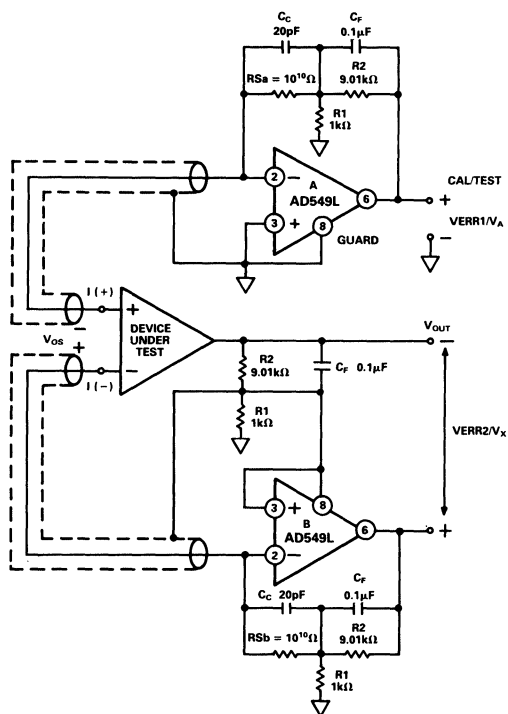 CC
20pF
CF
0.1µF
RSa = 10¹⁰Ω
R2
9.01kΩ
R1
1kΩ
2
−
A
AD549L
6
3
+
8
GUARD
CAL/TEST
+
VERR1/VA
−
I (+)
−
VOS
+
I (−)
+
DEVICE
UNDER
TEST
−
VOUT
−
R2
9.01kΩ
CF 0.1µF
R1
1kΩ
VERR2/VX
3
+
8
B
AD549L
6
+
2
−
CC 20pF
CF
0.1µF
RSb = 10¹⁰Ω
R2
9.01kΩ
R1
1kΩ